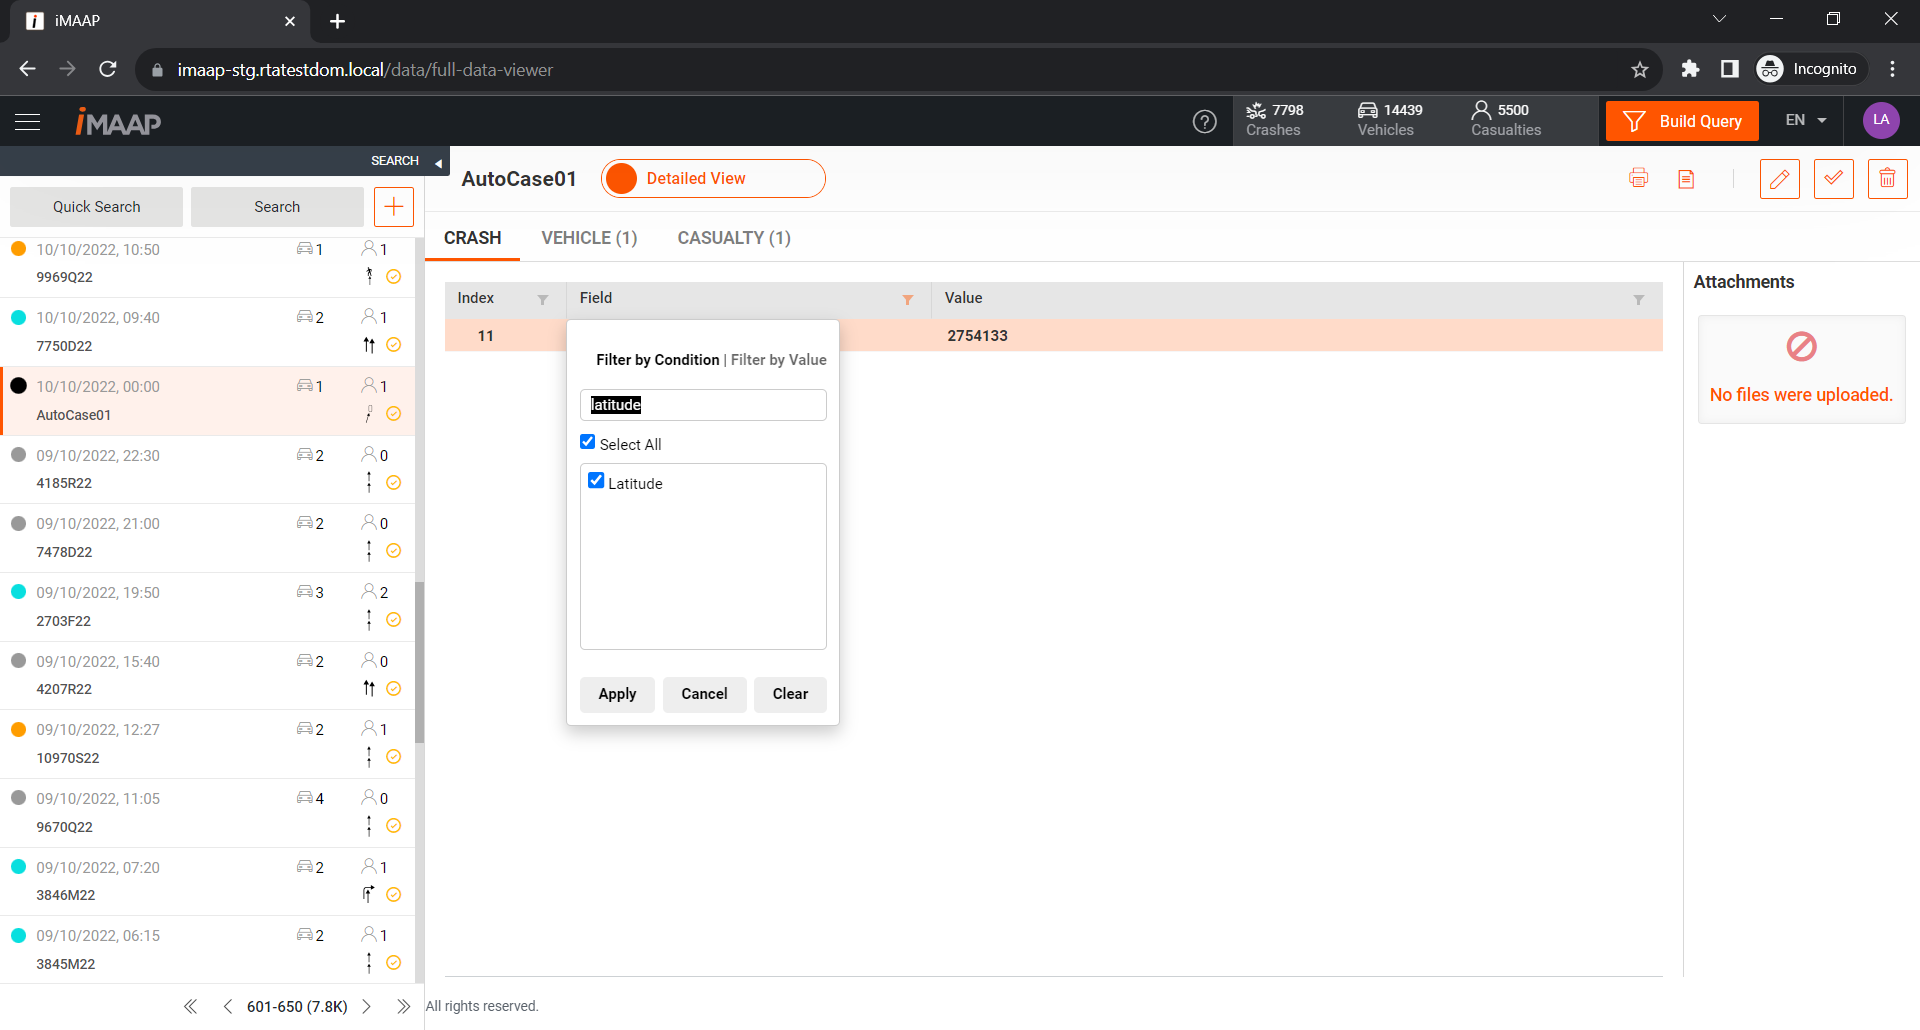 iMAAP
imaap-stg.rtatestdom.local/data/full-data-viewer
Incognito
iMAAP
7798
Crashes
14439
Vehicles
5500
Casualties
Build Query
EN
LA
SEARCH
Quick Search
Search
10/10/2022, 10:50 1 1
9969Q22
10/10/2022, 09:40 2 1
7750D22
10/10/2022, 00:00 1 1
AutoCase01
09/10/2022, 22:30 2 0
4185R22
09/10/2022, 21:00 2 0
7478D22
09/10/2022, 19:50 3 2
2703F22
09/10/2022, 15:40 2 0
4207R22
09/10/2022, 12:27 2 1
10970S22
09/10/2022, 11:05 4 0
9670Q22
09/10/2022, 07:20 2 1
3846M22
09/10/2022, 06:15 2 1
3845M22
601-650 (7.8K)
AutoCase01
Detailed View
CRASH VEHICLE (1) CASUALTY (1)
Index Field Value
11 2754133
Filter by Condition | Filter by Value
latitude
Select All
Latitude
Apply Cancel Clear
Attachments
No files were uploaded.
All rights reserved.